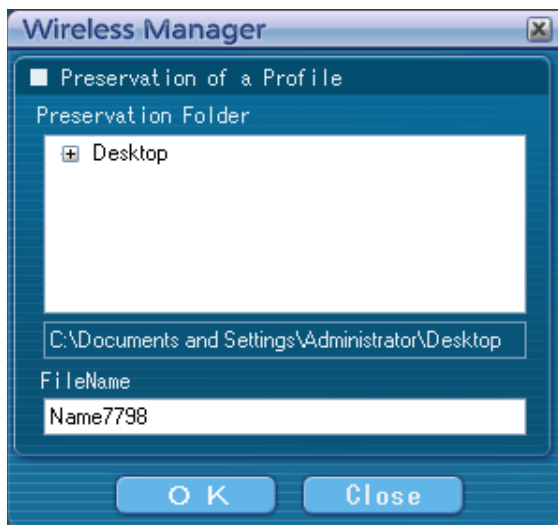 Wireless Manager
Preservation of a Profile
Preservation Folder
Desktop
C:\Documents and Settings\Administrator\Desktop
FileName
Name7798
O K
Close